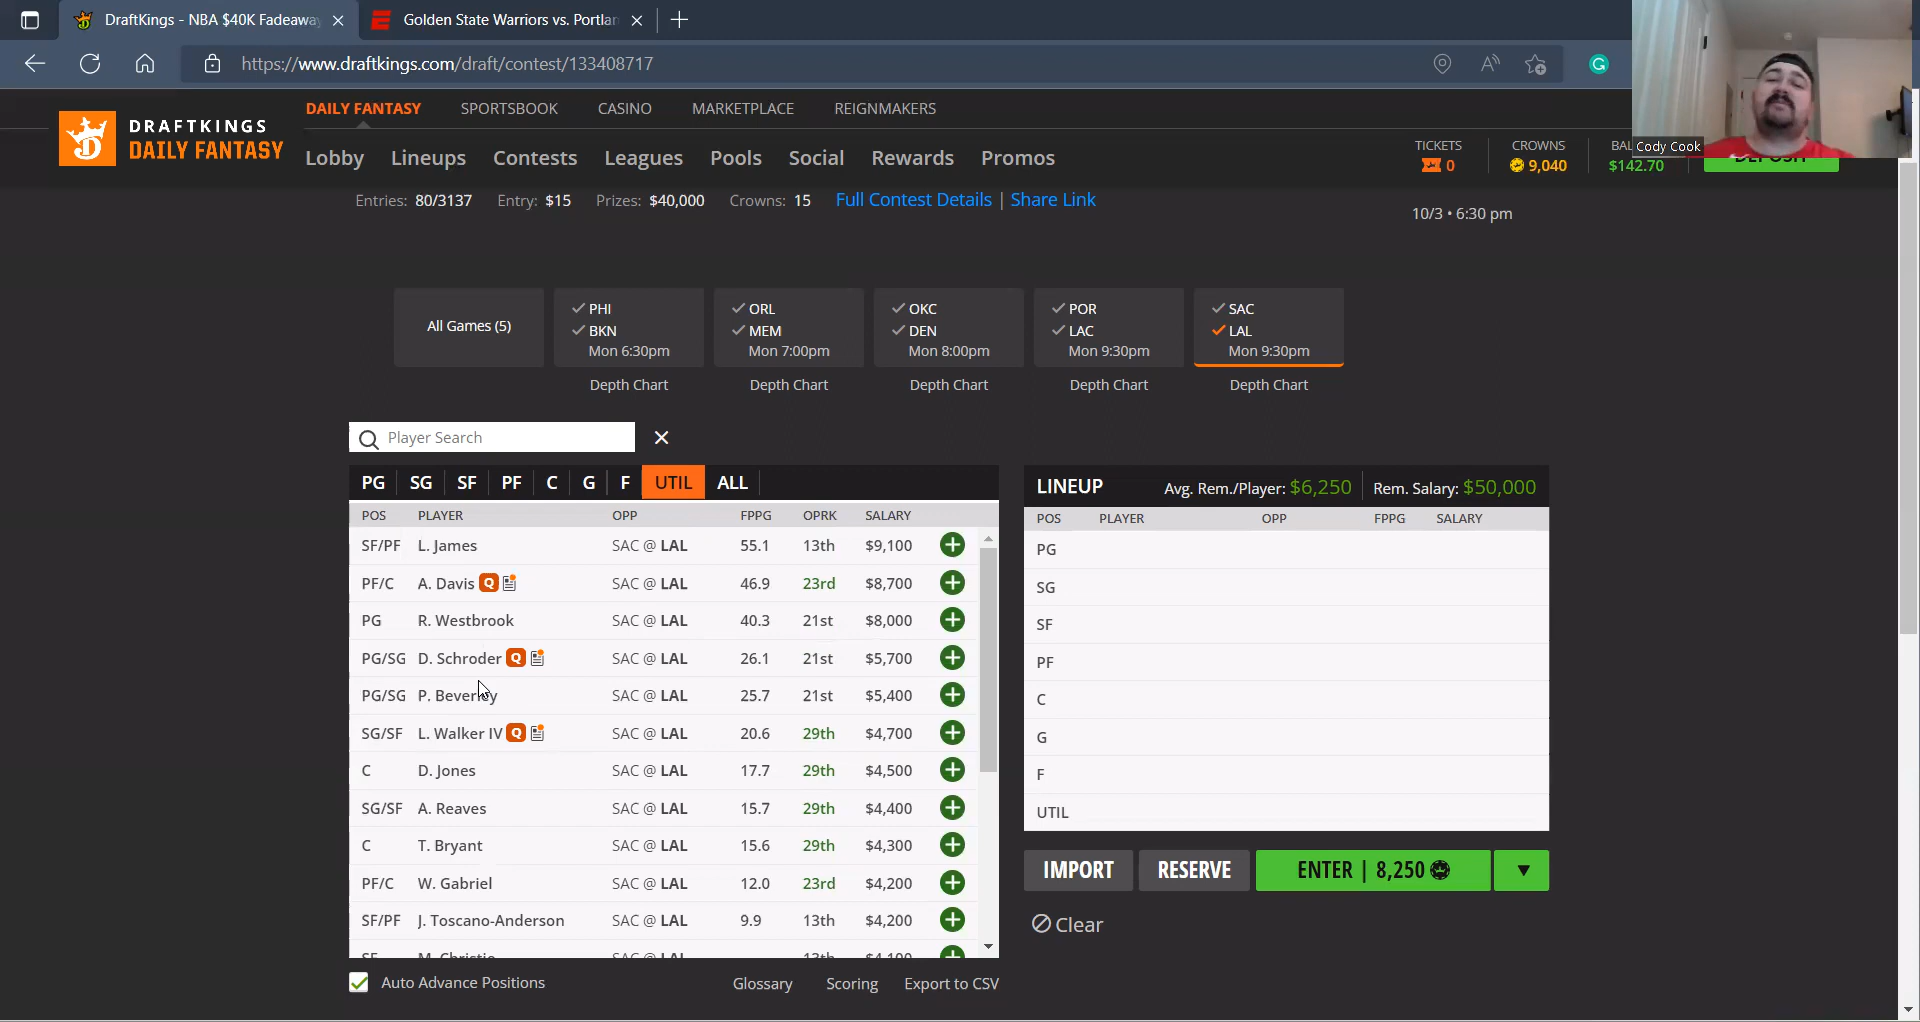 DraftKings - NBA $40K Fadeaway
Golden State Warriors vs. Portlan
https://www.draftkings.com/draft/contest/133408717
DRAFTKINGS
DAILY FANTASY
DAILY FANTASY SPORTSBOOK CASINO MARKETPLACE REIGNMAKERS
Lobby Lineups Contests Leagues Pools Social Rewards Promos
TICKETS 0
CROWNS 9,040
BAL $142.70
DEPOSIT
Cody Cook
Entries: 80/3137 Entry: $15 Prizes: $40,000 Crowns: 15 Full Contest Details | Share Link
10/3 • 6:30 pm
All Games (5)
PHI
BKN
Mon 6:30pm
Depth Chart
ORL
MEM
Mon 7:00pm
Depth Chart
OKC
DEN
Mon 8:00pm
Depth Chart
POR
LAC
Mon 9:30pm
Depth Chart
SAC
LAL
Mon 9:30pm
Depth Chart
Player Search
PG SG SF PF C G F UTIL ALL
POS PLAYER OPP FPPG OPRK SALARY
SF/PF L. James SAC @ LAL 55.1 13th $9,100
PF/C A. Davis Q SAC @ LAL 46.9 23rd $8,700
PG R. Westbrook SAC @ LAL 40.3 21st $8,000
PG/SG D. Schroder Q SAC @ LAL 26.1 21st $5,700
PG/SG P. Beverley SAC @ LAL 25.7 21st $5,400
SG/SF L. Walker IV Q SAC @ LAL 20.6 29th $4,700
C D. Jones SAC @ LAL 17.7 29th $4,500
SG/SF A. Reaves SAC @ LAL 15.7 29th $4,400
C T. Bryant SAC @ LAL 15.6 29th $4,300
PF/C W. Gabriel SAC @ LAL 12.0 23rd $4,200
SF/PF J. Toscano-Anderson SAC @ LAL 9.9 13th $4,200
SF M. Christie SAC @ LAL 13th $4,100
Auto Advance Positions
Glossary Scoring Export to CSV
LINEUP Avg. Rem./Player: $6,250 Rem. Salary: $50,000
POS PLAYER OPP FPPG SALARY
PG
SG
SF
PF
C
G
F
UTIL
IMPORT RESERVE ENTER | 8,250
Clear